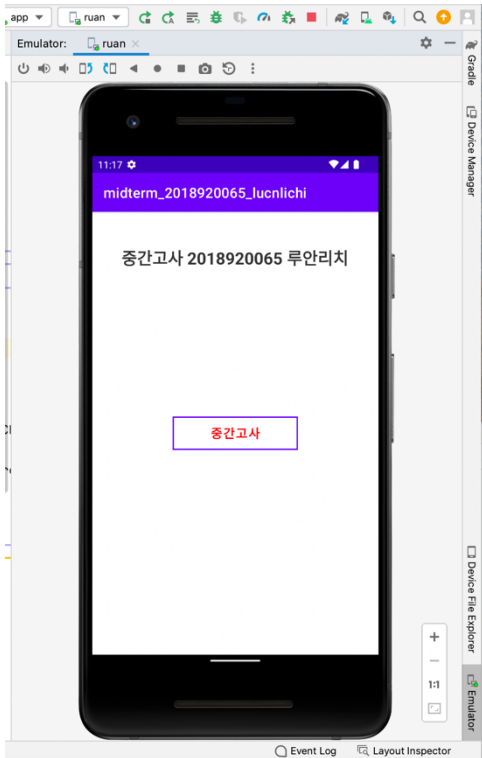 app
ruan
Emulator:
ruan
Gradle
Device Manager
11:17
midterm_2018920065_lucnlichi
중간고사 2018920065 루안리치
중간고사
Device File Explorer
1:1
Emulator
Event Log
Layout Inspector